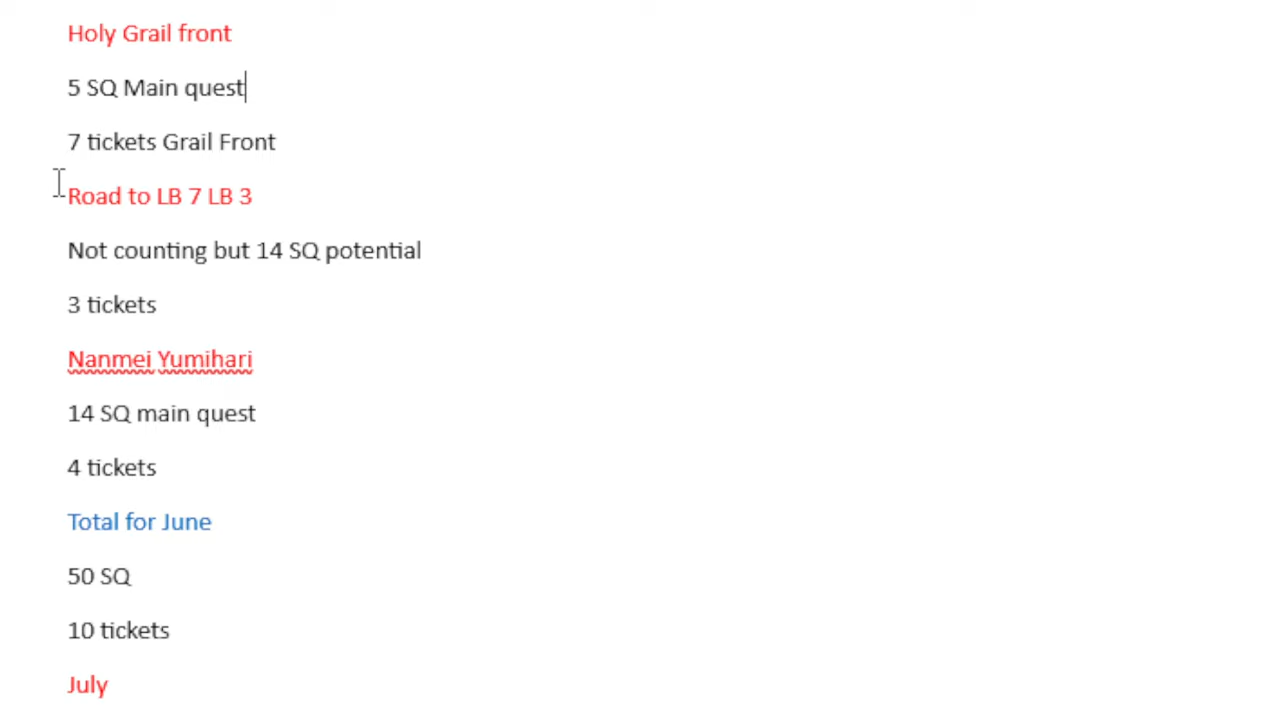 Holy Grail front
5 SQ Main quest
7 tickets Grail Front
Road to LB 7 LB 3
Not counting but 14 SQ potential
3 tickets
Nanmei Yumihari
14 SQ main quest
4 tickets
Total for June
50 SQ
10 tickets
July